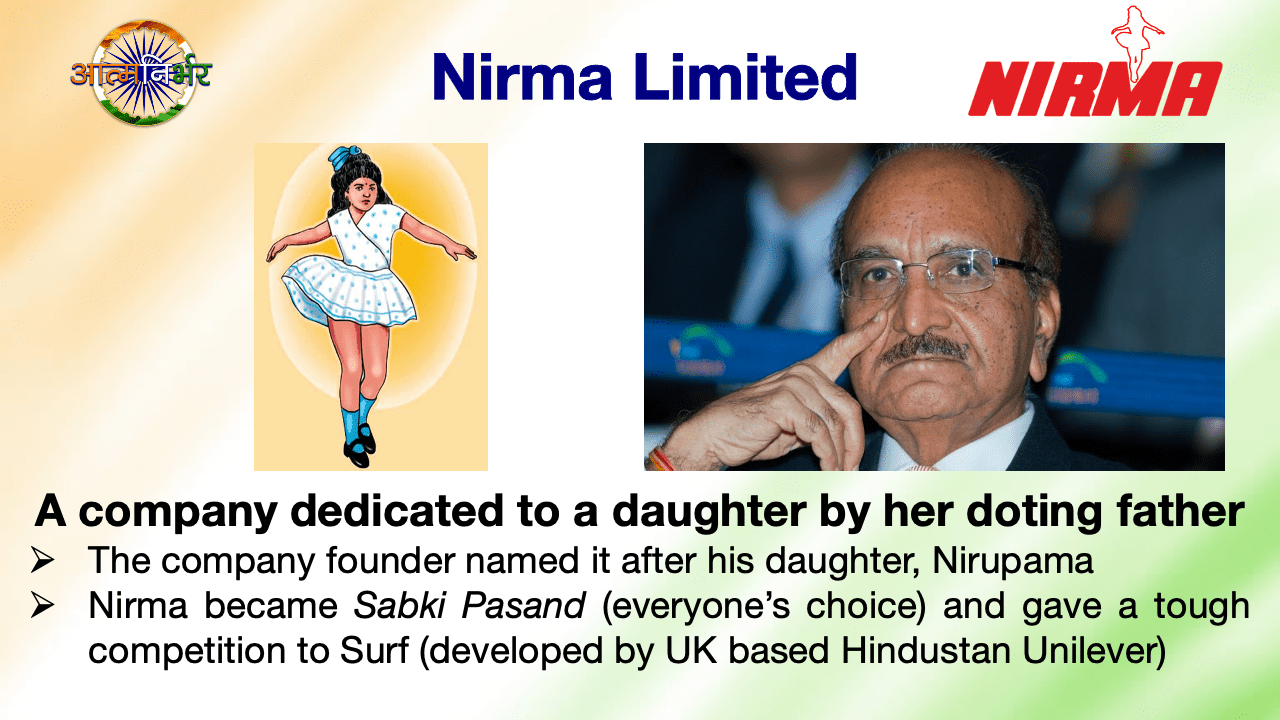 आत्मनिर्भर
Nirma Limited
NIRMA
A company dedicated to a daughter by her doting father
➢ The company founder named it after his daughter, Nirupama
➢ Nirma became Sabki Pasand (everyone’s choice) and gave a tough
competition to Surf (developed by UK based Hindustan Unilever)